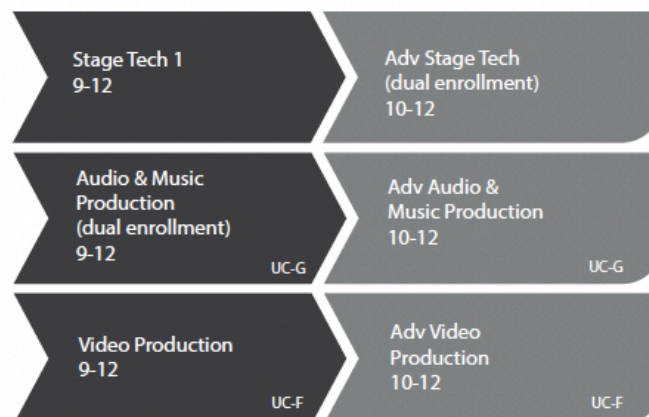 Stage Tech 1
9-12
Adv Stage Tech
(dual enrollment)
10-12
Audio & Music
Production
(dual enrollment)
9-12
UC-G
Adv Audio &
Music Production
10-12
UC-G
Video Production
9-12
UC-F
Adv Video
Production
10-12
UC-F